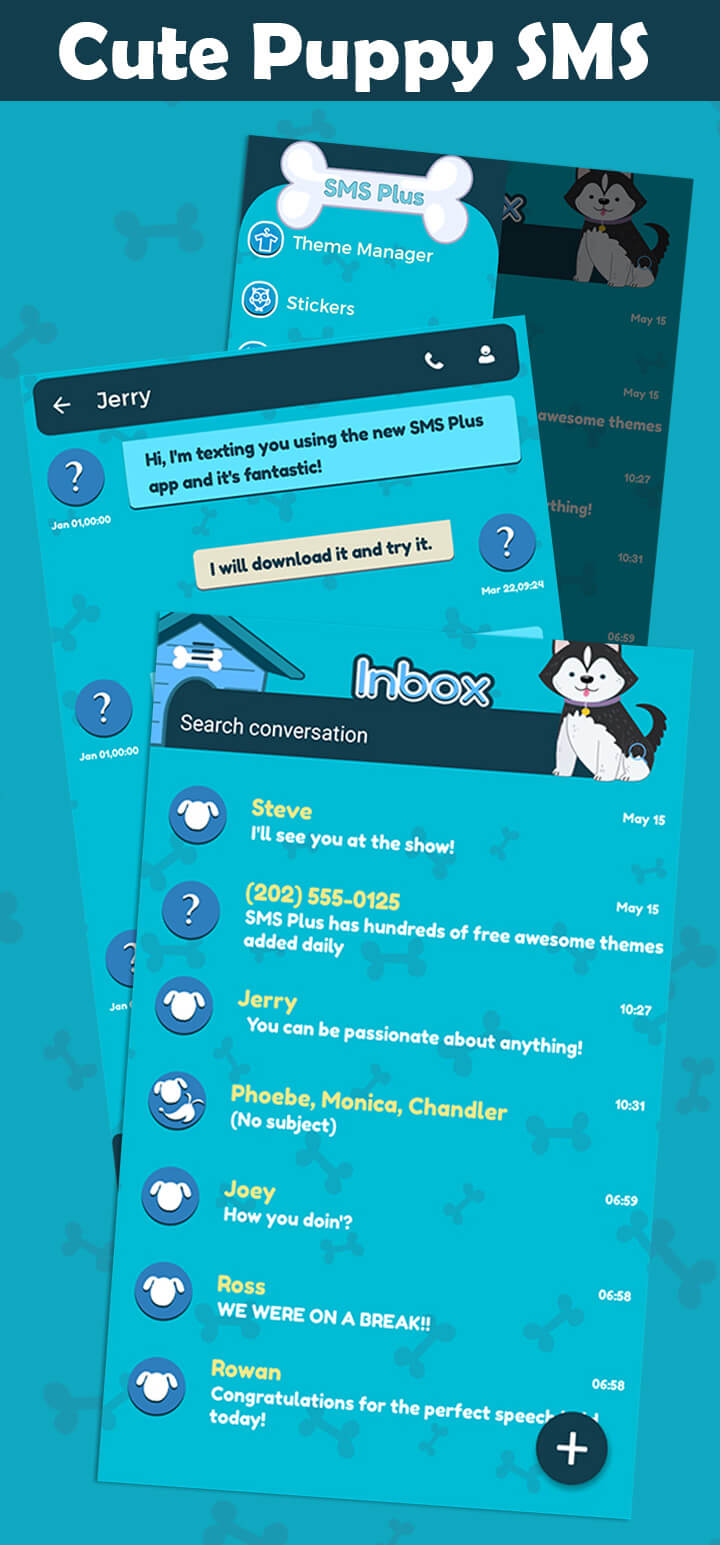 Cute Puppy SMS
SMS Plus
Theme Manager
Stickers
x
May 15
May 15
awesome themes
10:27
thing!
10:31
06:59
Jerry
Hi, I'm texting you using the new SMS Plus
app and it's fantastic!
?
Jan 01,00:00
I will download it and try it.
?
Mar 22,09:24
?
Jan 01,00:00
?
Jan
Inbox
Search conversation
Steve
May 15
I'll see you at the show!
?
(202) 555-0125
May 15
SMS Plus has hundreds of free awesome themes
added daily
Jerry
10:27
You can be passionate about anything!
Phoebe, Monica, Chandler
10:31
(No subject)
Joey
06:59
How you doin'?
Ross
06:58
WE WERE ON A BREAK!!
Rowan
06:58
Congratulations for the perfect speech
today!